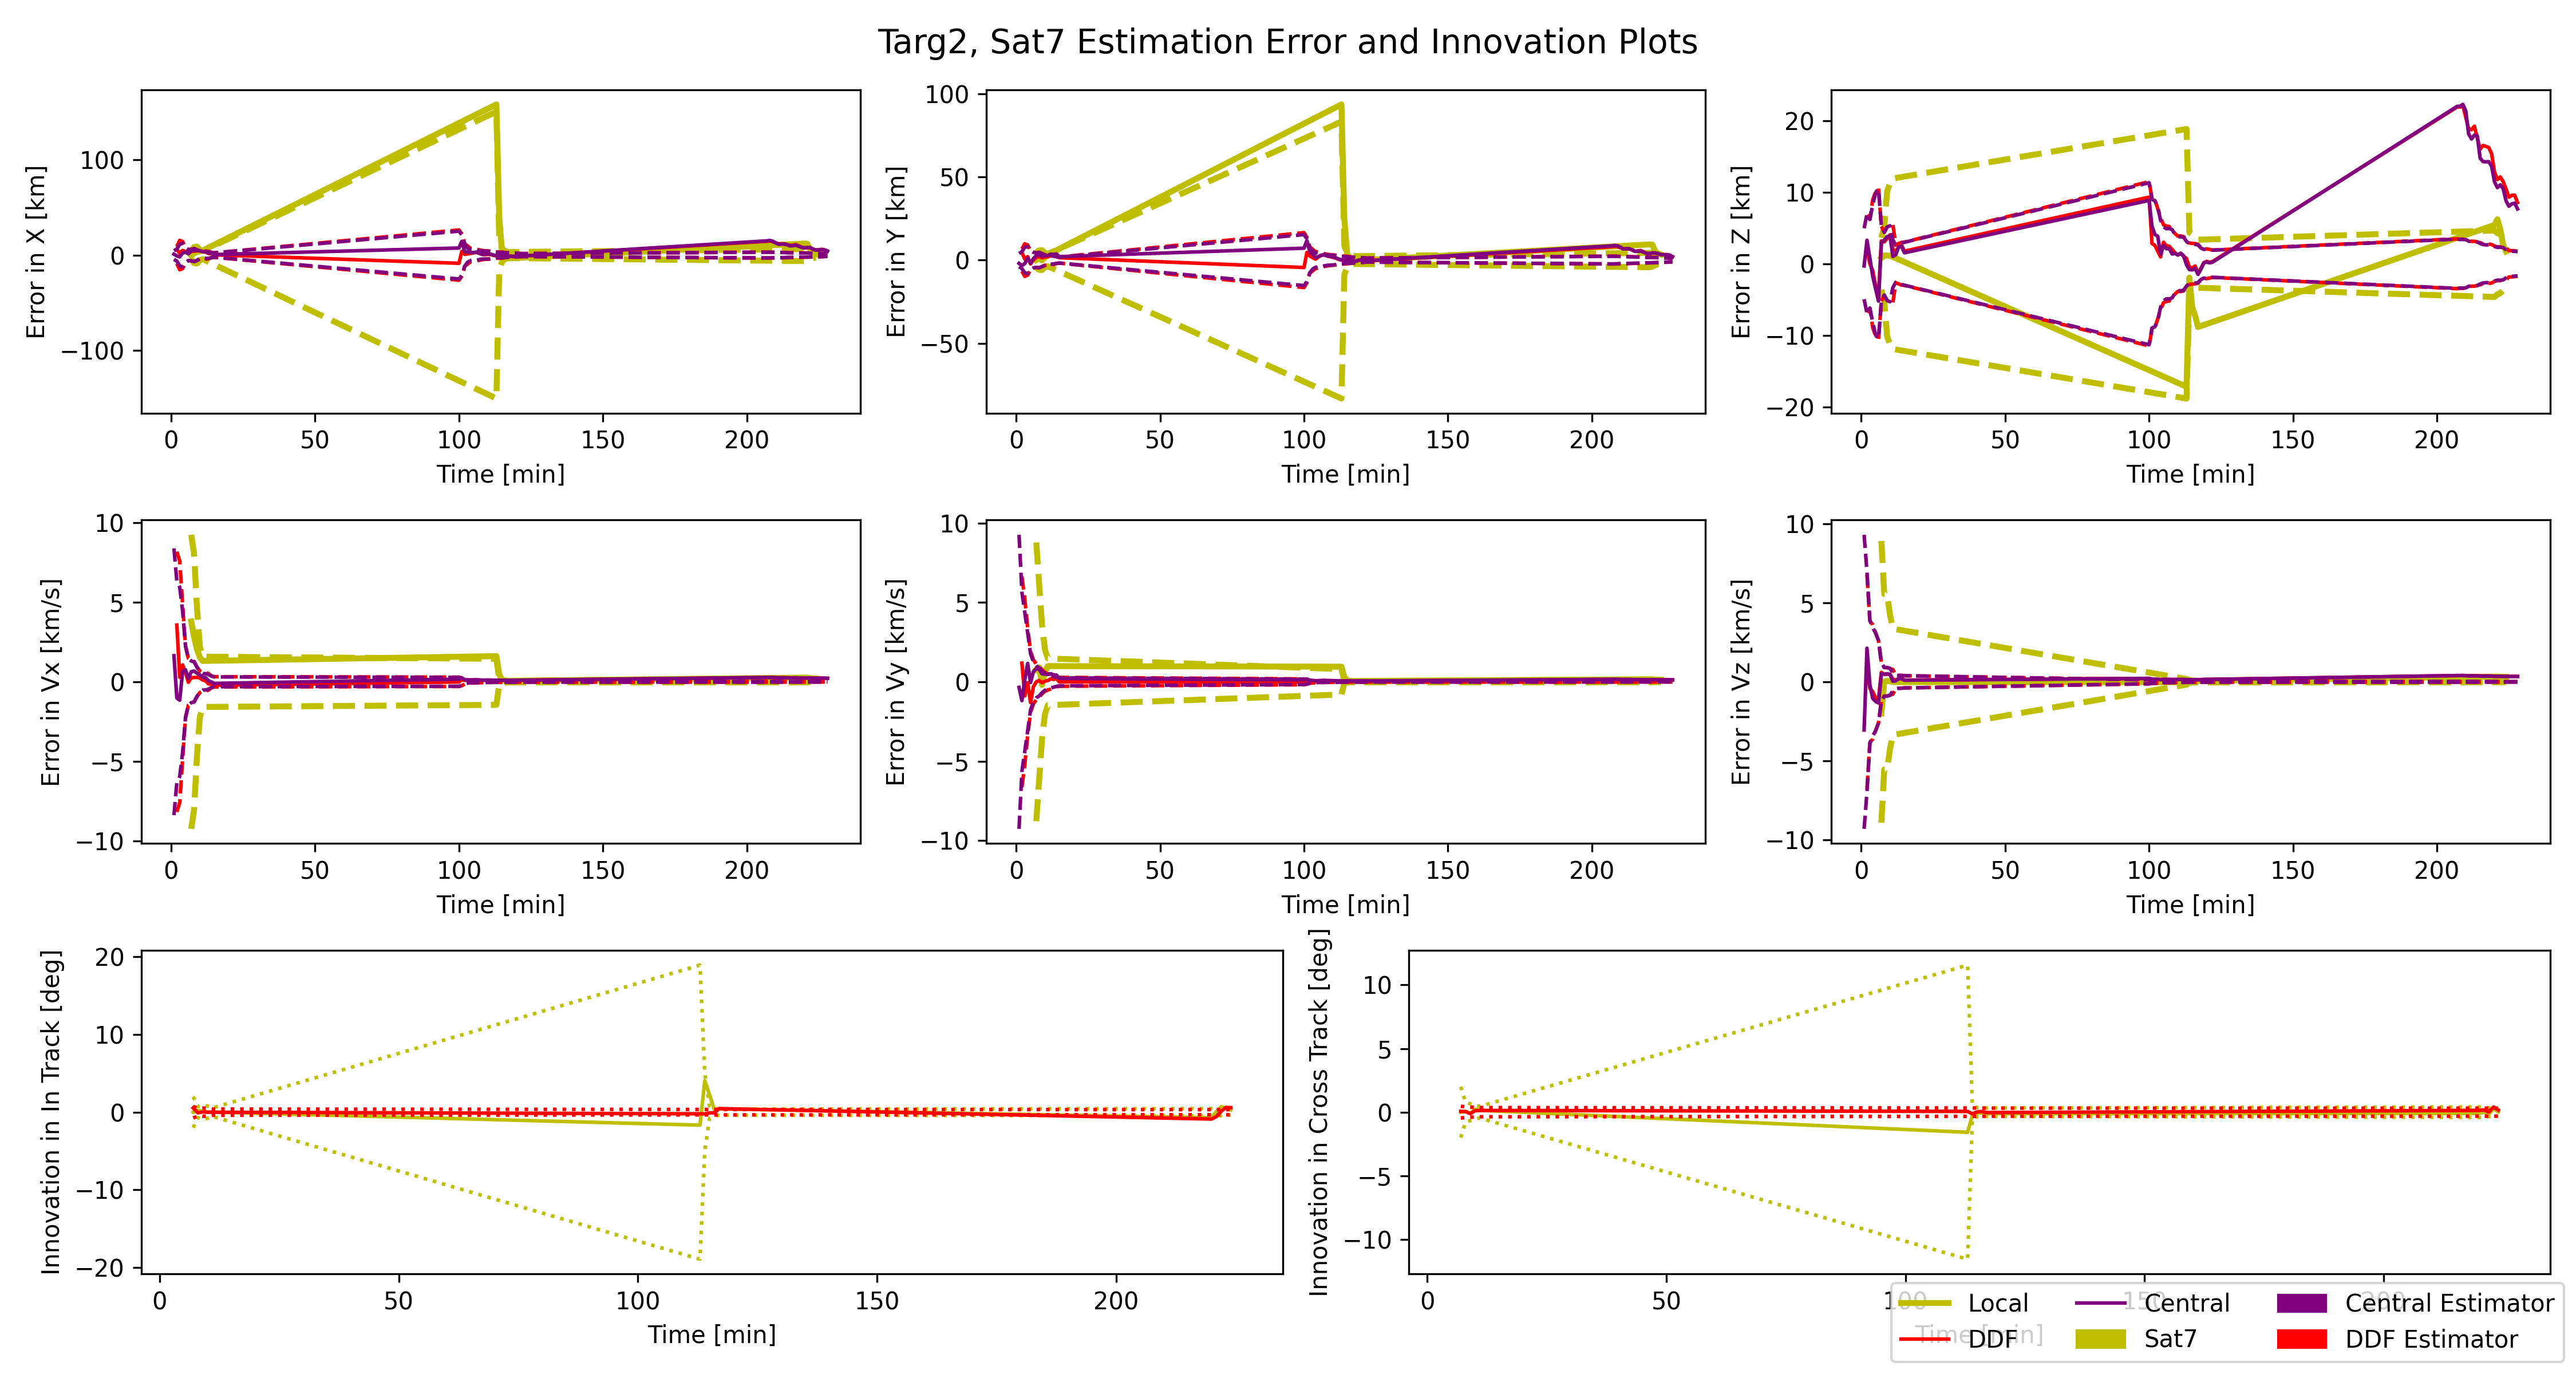 Targ2, Sat7 Estimation Error and Innovation Plots
Error in X [km]
100
0
−100
0 50 100 150 200
Time [min]
Error in Y [km]
100
50
0
−50
0 50 100 150 200
Time [min]
Error in Z [km]
20
10
0
−10
−20
0 50 100 150 200
Time [min]
Error in Vx [km/s]
10
5
0
−5
−10
0 50 100 150 200
Time [min]
Error in Vy [km/s]
10
5
0
−5
−10
0 50 100 150 200
Time [min]
Error in Vz [km/s]
10
5
0
−5
−10
0 50 100 150 200
Time [min]
Innovation in In Track [deg]
20
10
0
−10
−20
0 50 100 150 200
Time [min]
Innovation in Cross Track [deg]
10
5
0
−5
−10
0 50 100 150 200
Time [min]
Local Central Central Estimator
DDF Sat7 DDF Estimator